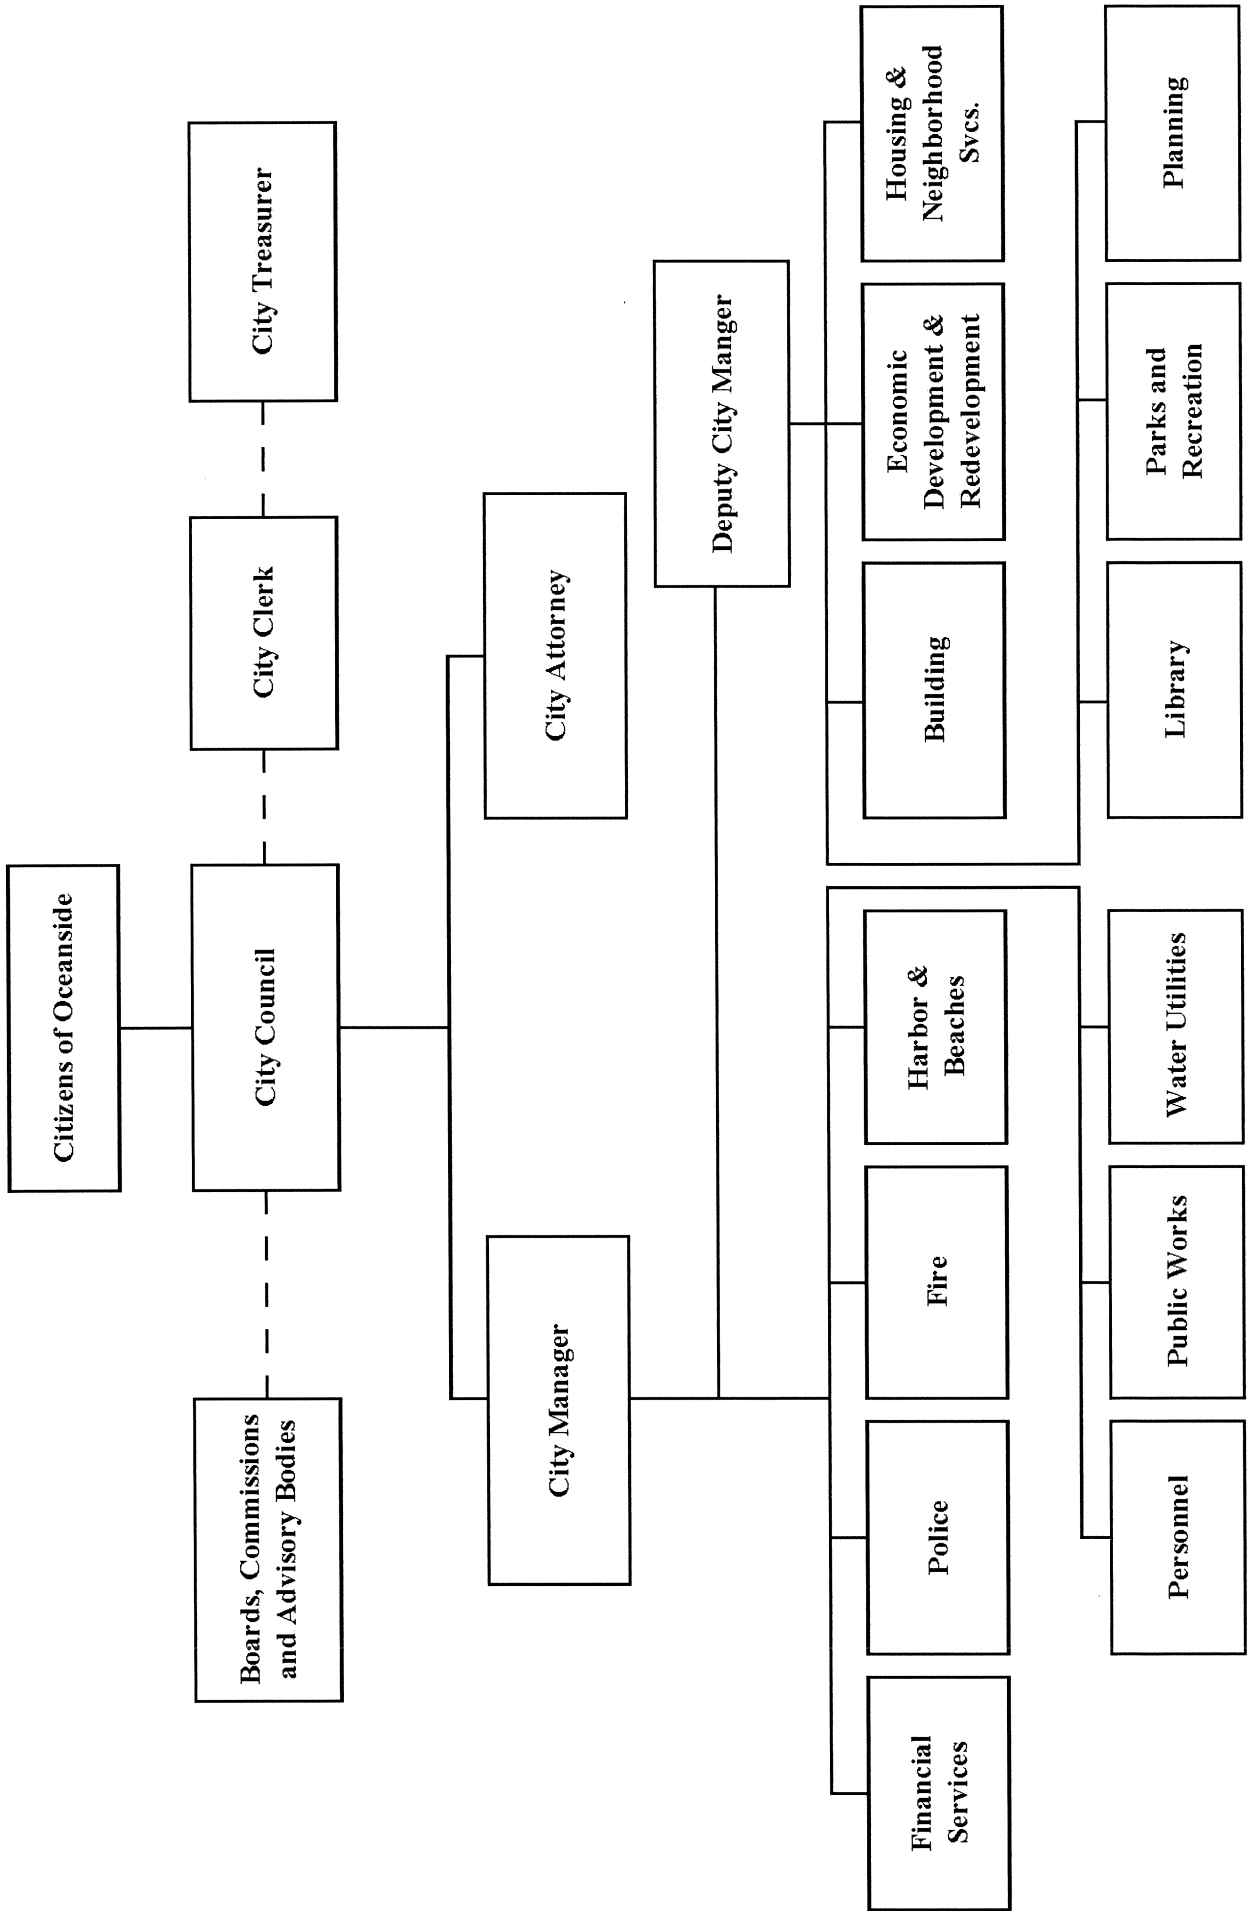 Citizens of Oceanside
Boards, Commissions
and Advisory Bodies
City Council
City Clerk
City Treasurer
City Manager
City Attorney
Deputy City Manger
Financial
Services
Police
Fire
Harbor &
Beaches
Building
Economic
Development &
Redevelopment
Housing &
Neighborhood
Svcs.
Personnel
Public Works
Water Utilities
Library
Parks and
Recreation
Planning